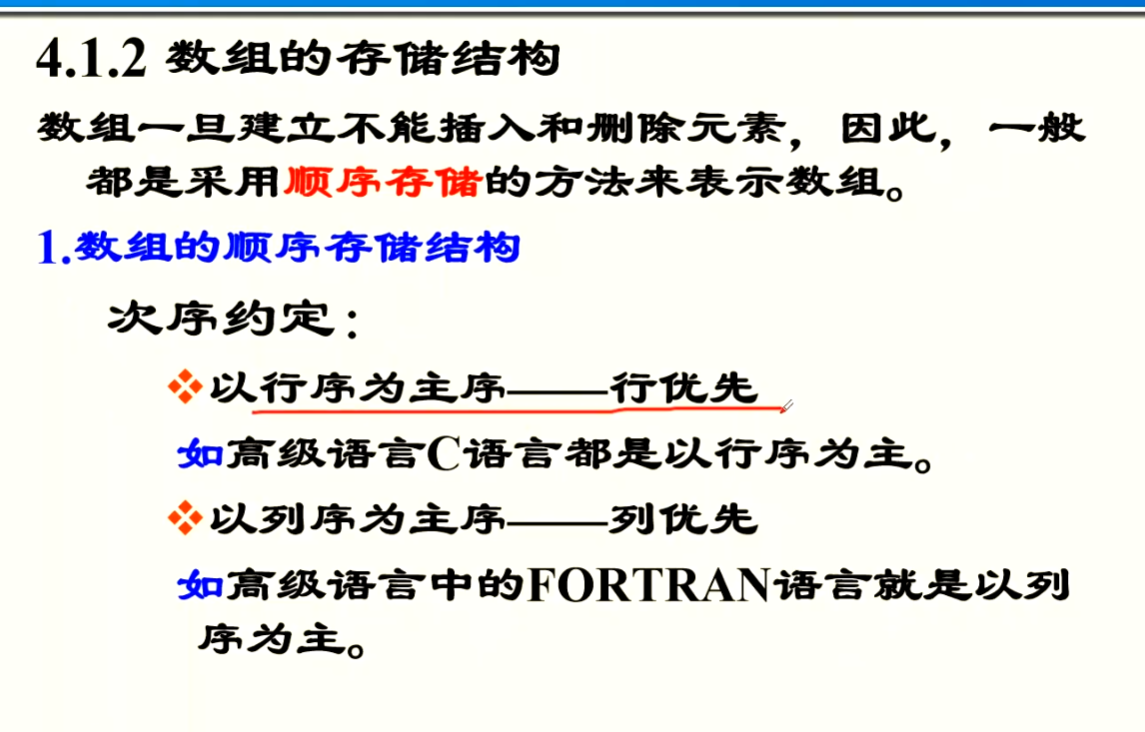 4.1.2 数组的存储结构
数组一旦建立不能插入和删除元素，因此，一般
都是采用顺序存储的方法来表示数组。
1.数组的顺序存储结构
次序约定：
❖以行序为主序——行优先
如高级语言C语言都是以行序为主。
❖以列序为主序——列优先
如高级语言中的FORTRAN语言就是以列
序为主。